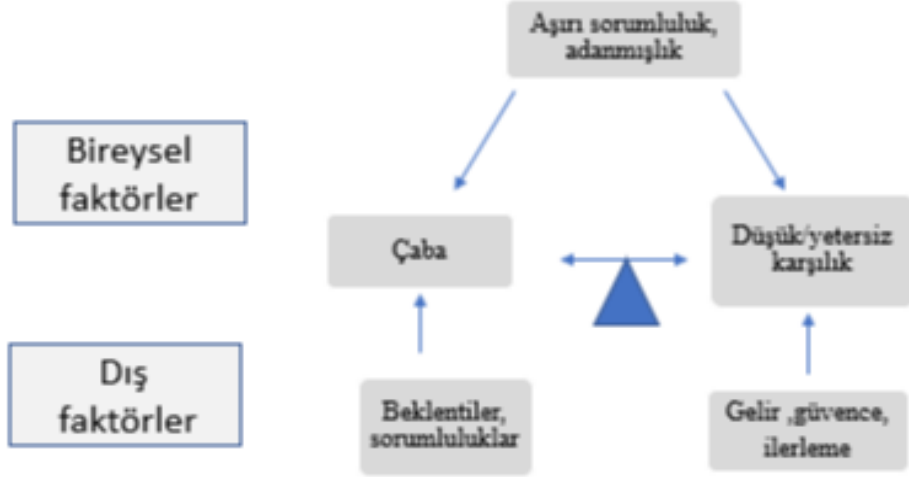 Aşırı sorumluluk,
adanmışlık
Bireysel
faktörler
Çaba
Düşük/yetersiz
karşılık
Dış
faktörler
Beklentiler,
sorumluluklar
Gelir ,güvence,
ilerleme